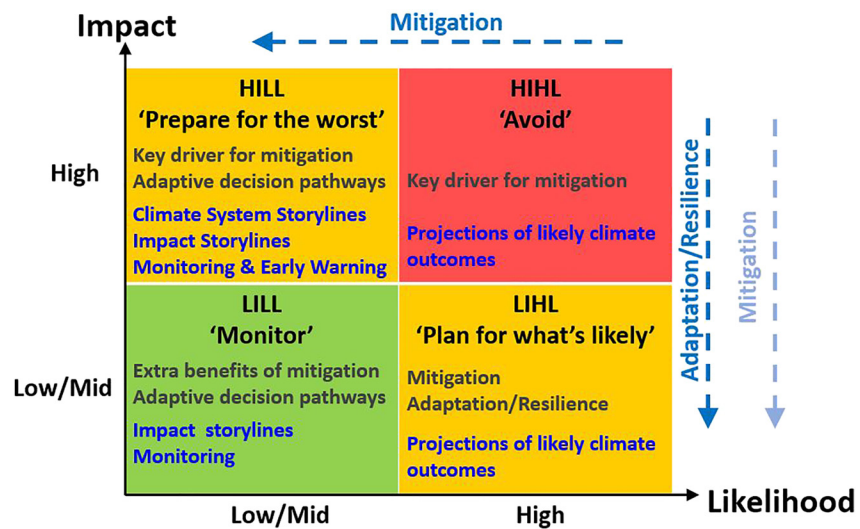 Impact
Mitigation
HILL
‘Prepare for the worst’
Key driver for mitigation
Adaptive decision pathways
Climate System Storylines
Impact Storylines
Monitoring & Early Warning
HIHL
‘Avoid’
Key driver for mitigation
Projections of likely climate
outcomes
High
Adaptation/Resilience
Mitigation
LILL
‘Monitor’
Extra benefits of mitigation
Adaptive decision pathways
Impact storylines
Monitoring
LIHL
‘Plan for what’s likely’
Mitigation
Adaptation/Resilience
Projections of likely climate
outcomes
Low/Mid
Low/Mid
High
Likelihood